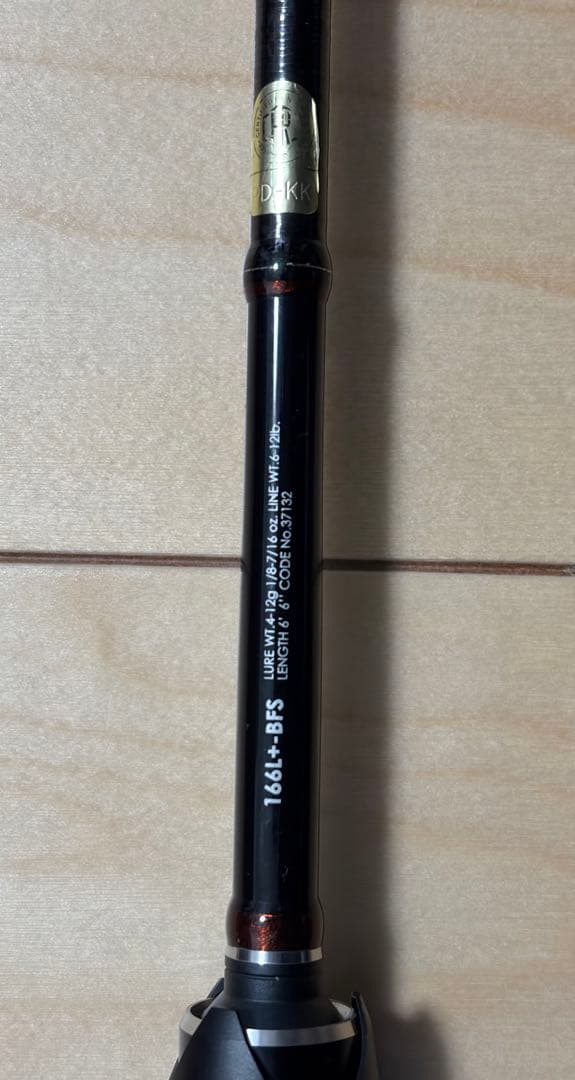 PD-KK
166L+-BFS
LURE WT.4-12g 1/8-7/16 oz. LINE WT.:6-12lb.
LENGTH 6' 6" CODE No.37132